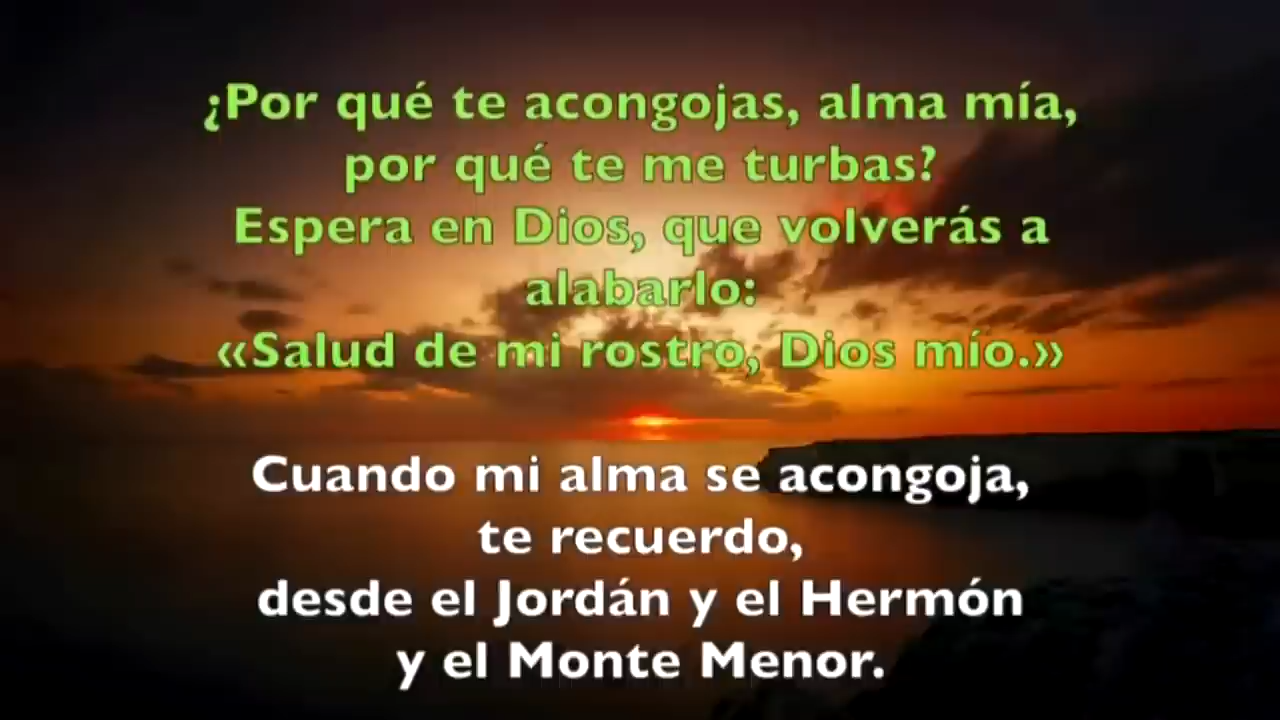 ¿Por qué te acongojas, alma mía,
por qué te me turbas?
Espera en Dios, que volverás a
alabarlo:
«Salud de mi rostro, Dios mío.»
Cuando mi alma se acongoja,
te recuerdo,
desde el Jordán y el Hermón
y el Monte Menor.